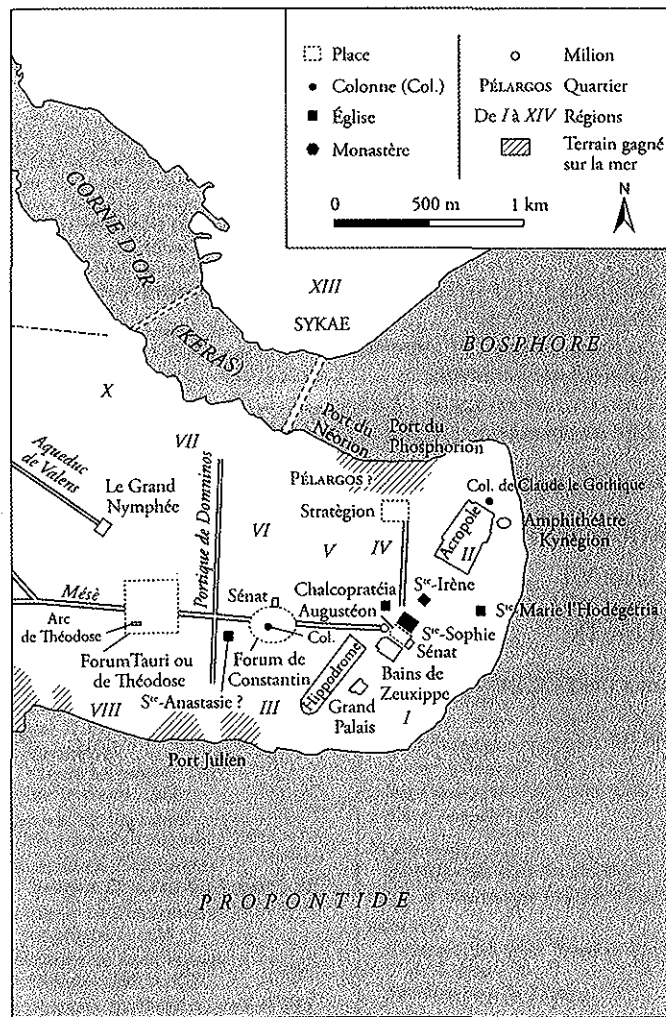 Place
Colonne (Col.)
Église
Monastère
Milion
PÉLARGOS Quartier
De I à XIV Régions
Terrain gagné
sur la mer
0 500 m 1 km
N
CORNE D'OR
(KERAS)
XIII
SYKAE
BOSPHORE
X
VII
Port du
Néorion
Port du
Phosphorion
Aqueduc
de Valens
Le Grand
Nymphée
Portique de Domninos
PÉLARGOS ?
Stratègion
Col. de Claude le Gothique
Acropole
II
Amphithéâtre
Kynègion
VI
V
IV
Mésè
Sénat
Chalcopratéia
Augustéon
Ste-Irène
Ste-Marie l'Hodégétria
Arc
de Théodose
Col.
Ste-Sophie
Sénat
Forum Tauri ou
de Théodose
Forum de
Constantin
Hippodrome
Bains de
Zeuxippe
Ste-Anastasie ?
Grand
Palais
VIII
III
I
Port Julien
PROPONTIDE